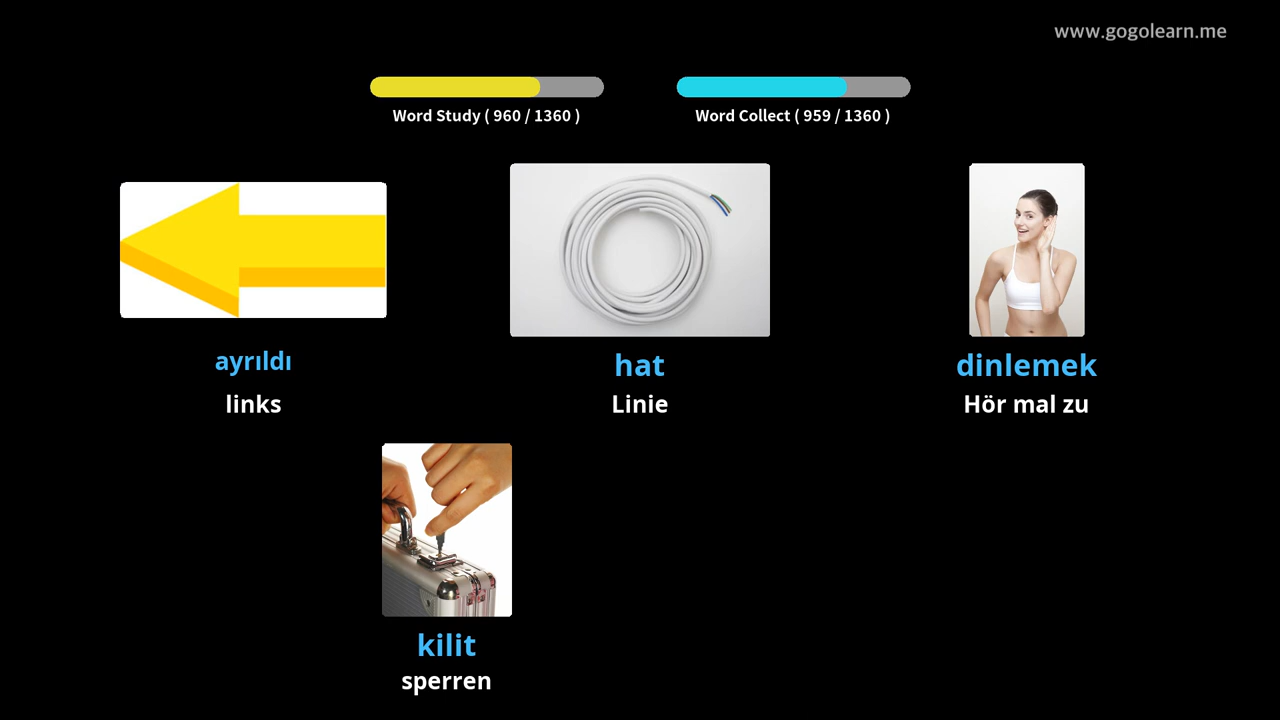 www.gogolearn.me
Word Study ( 960 / 1360 )
Word Collect ( 959 / 1360 )
ayrıldı
links
hat
Linie
dinlemek
Hör mal zu
kilit
sperren